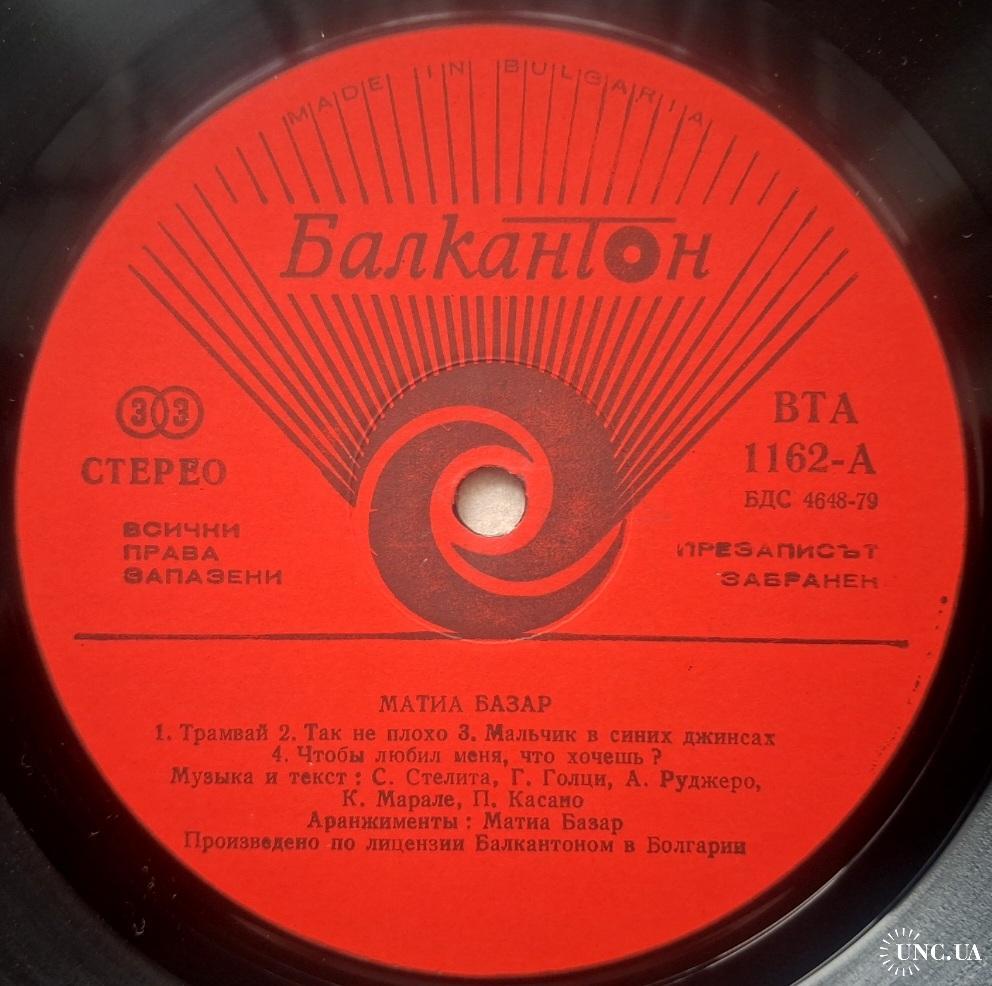 MADE IN BULGARIA
Балкантон
33
СТЕРЕО
ВСИЧКИ
ПРАВА
ЗАПАЗЕНИ
ВТА
1162-А
БДС 4648-79
ПРЕЗАПИСЪТ
ЗАБРАНЕН
МАТИА БАЗАР
1. Трамвай 2. Так не плохо 3. Мальчик в синих джинсах
4. Чтобы любил меня, что хочешь ?
Музыка и текст : С. Стелита, Г. Голци, А. Руджеро,
К. Марале, П. Касано
Аранжименты : Матиа Базар
Произведено по лицензии Балкантоном в Болгарии
UNC.UA